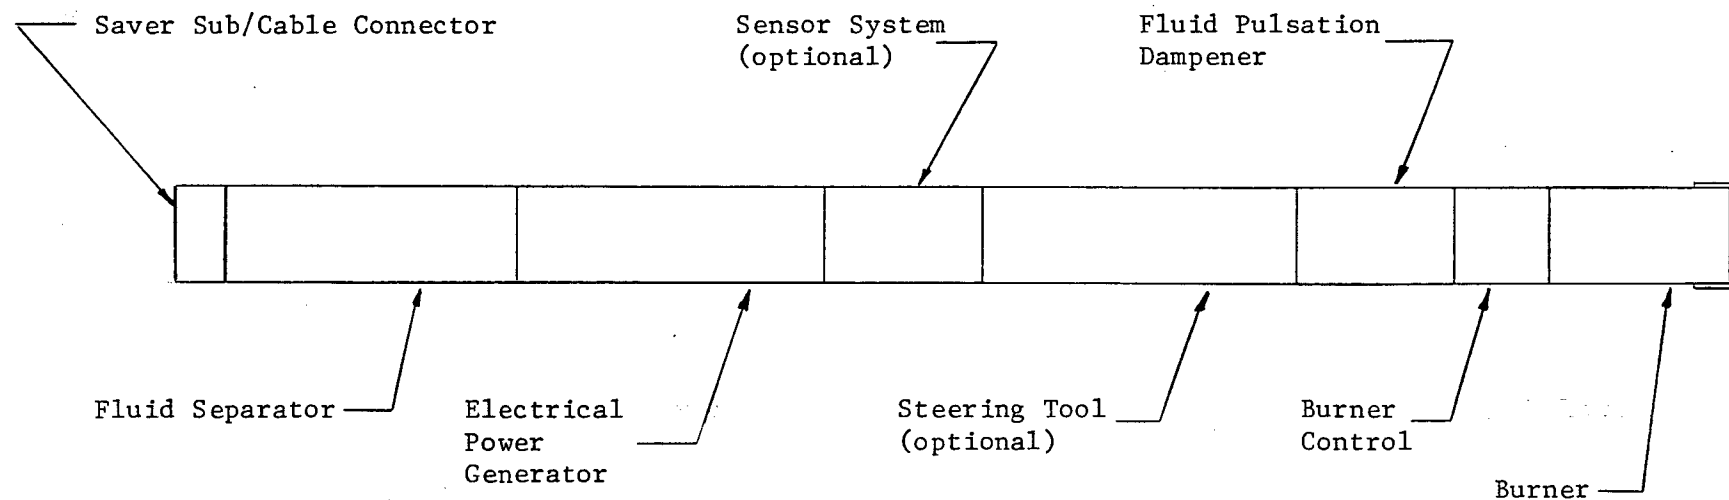 Saver Sub/Cable Connector
Sensor System
(optional)
Fluid Pulsation
Dampener
Fluid Separator
Electrical
Power
Generator
Steering Tool
(optional)
Burner
Control
Burner